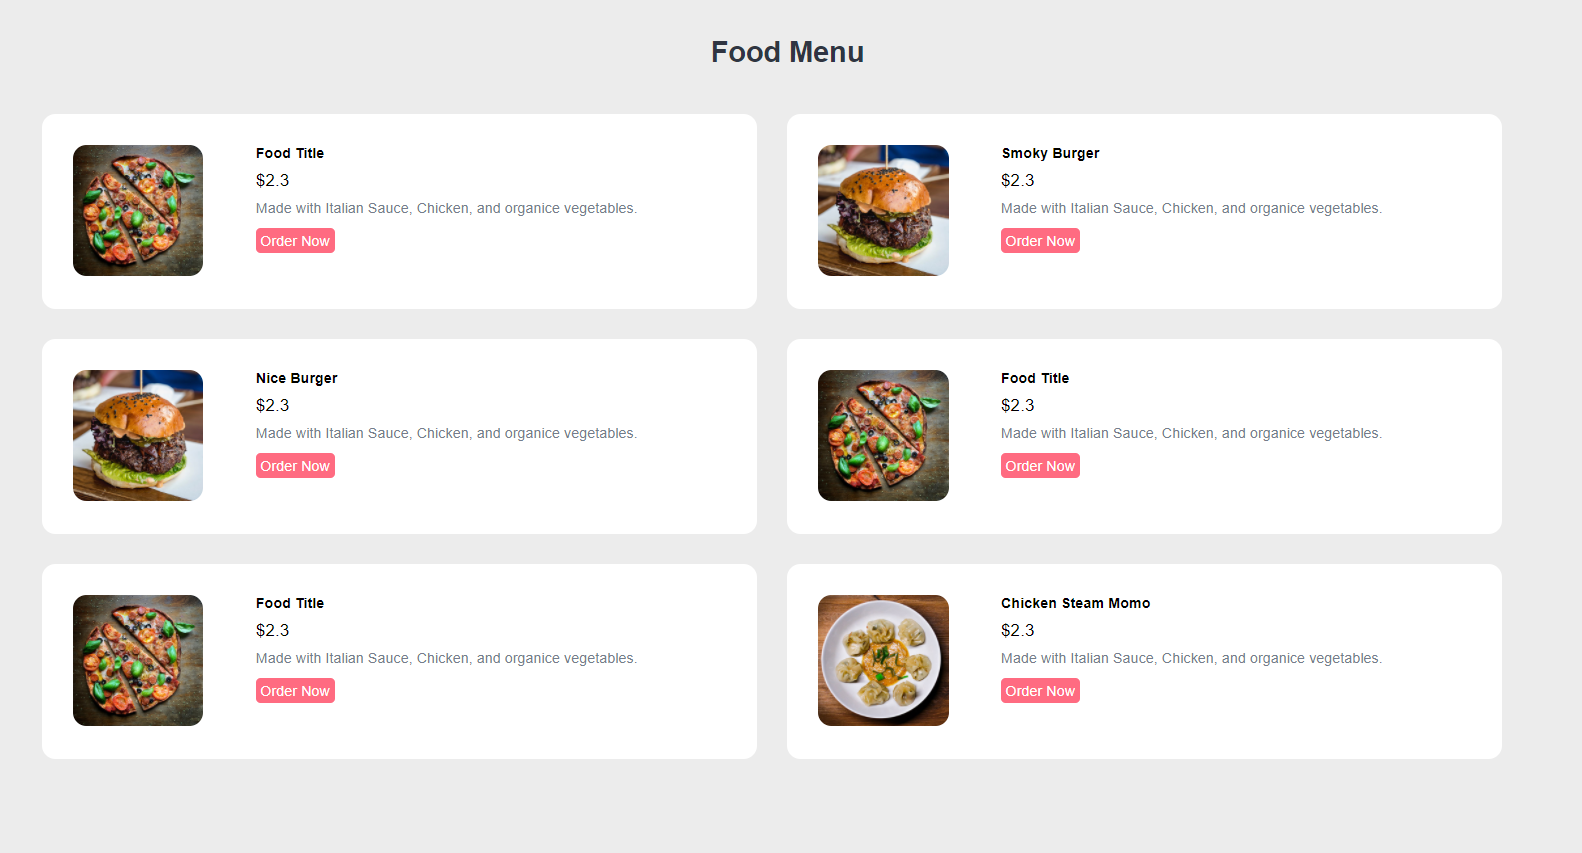 Food Menu
Food Title
$2.3
Made with Italian Sauce, Chicken, and organice vegetables.
Order Now
Smoky Burger
$2.3
Made with Italian Sauce, Chicken, and organice vegetables.
Order Now
Nice Burger
$2.3
Made with Italian Sauce, Chicken, and organice vegetables.
Order Now
Food Title
$2.3
Made with Italian Sauce, Chicken, and organice vegetables.
Order Now
Food Title
$2.3
Made with Italian Sauce, Chicken, and organice vegetables.
Order Now
Chicken Steam Momo
$2.3
Made with Italian Sauce, Chicken, and organice vegetables.
Order Now